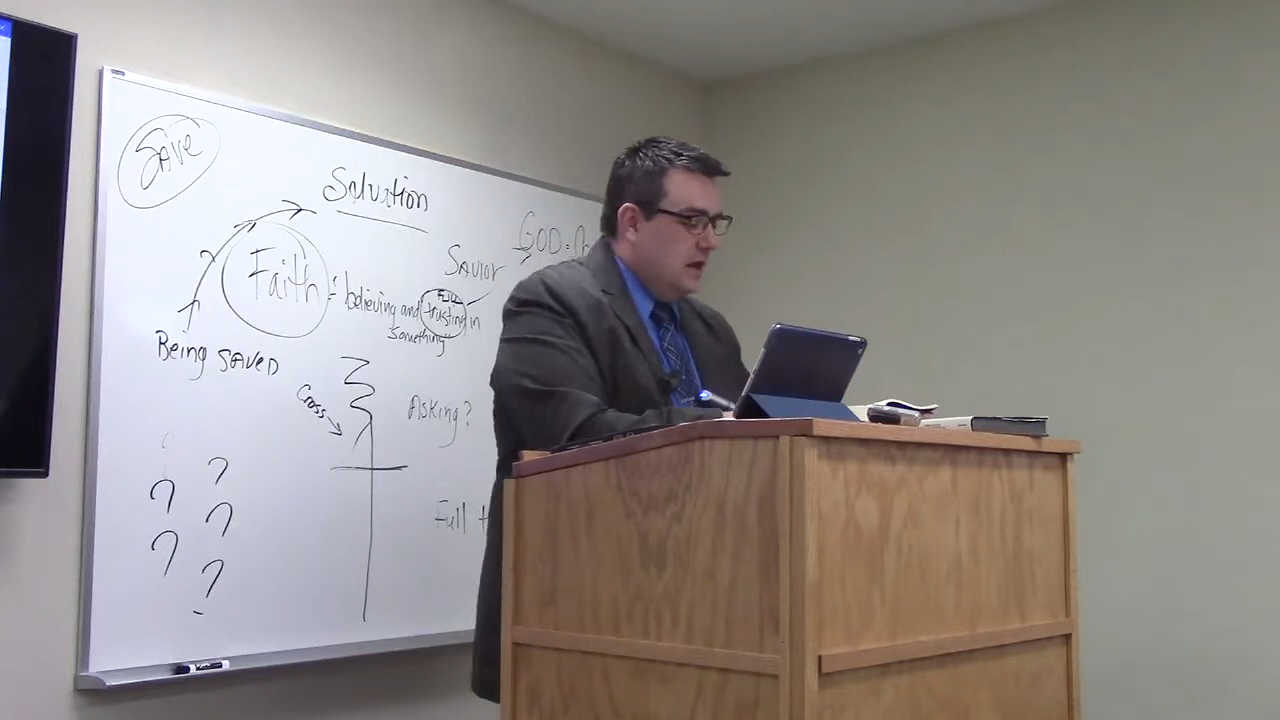 Save
Salvation
GOD =
Savior
Faith = "believing and Full trusting in
something"
Being saved
Cross
Asking?
Full
? ?
? ?
?